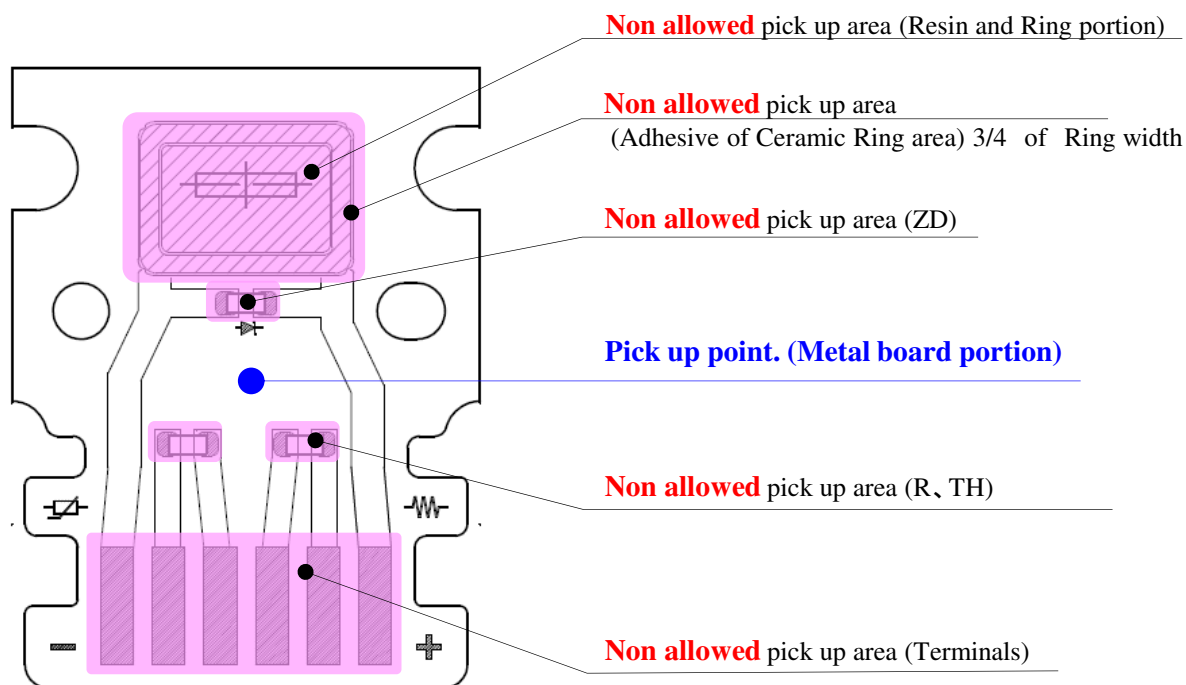 Non allowed pick up area (Resin and Ring portion)
Non allowed pick up area
(Adhesive of Ceramic Ring area) 3/4 of Ring width
Non allowed pick up area (ZD)
Pick up point. (Metal board portion)
Non allowed pick up area (R、TH)
Non allowed pick up area (Terminals)